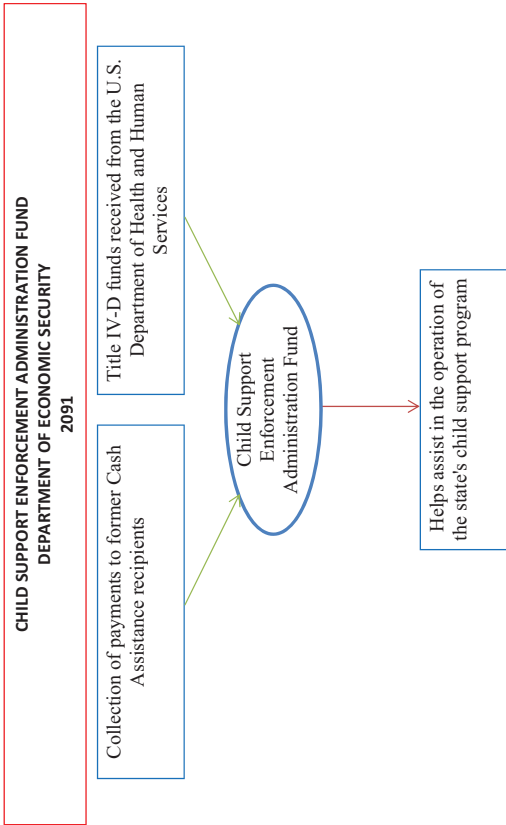 CHILD SUPPORT ENFORCEMENT ADMINISTRATION FUND
DEPARTMENT OF ECONOMIC SECURITY
2091
Collection of payments to former Cash
Assistance recipients
Title IV-D funds received from the U.S.
Department of Health and Human
Services
Child Support
Enforcement
Administration Fund
Helps assist in the operation of
the state's child support program